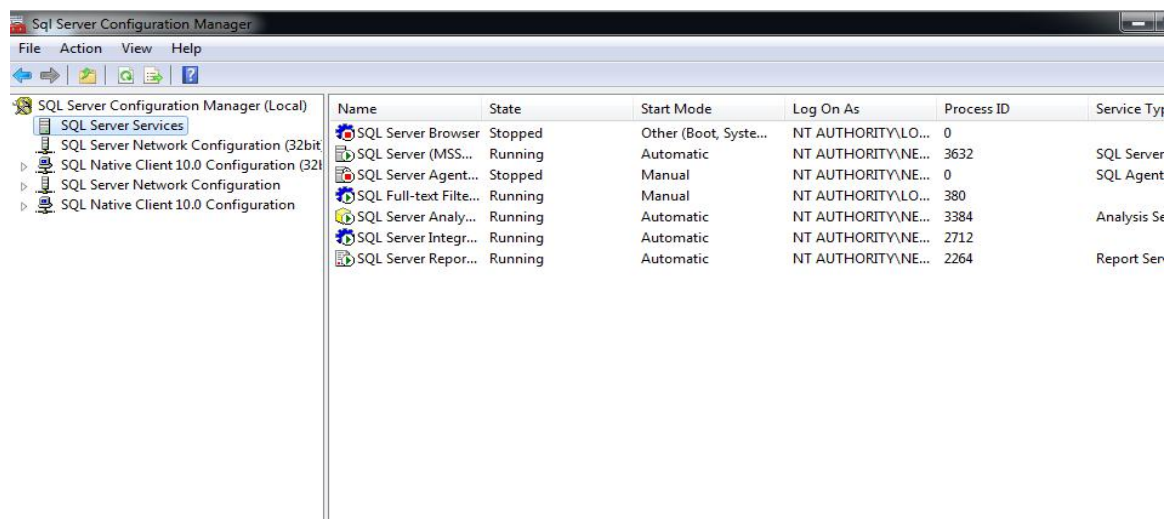 Sql Server Configuration Manager
File Action View Help
SQL Server Configuration Manager (Local)
SQL Server Services
SQL Server Network Configuration (32bit
SQL Native Client 10.0 Configuration (32b
SQL Server Network Configuration
SQL Native Client 10.0 Configuration
Name State Start Mode Log On As Process ID Service Typ
SQL Server Browser Stopped Other (Boot, Syste... NT AUTHORITY\LO... 0
SQL Server (MSS... Running Automatic NT AUTHORITY\NE... 3632 SQL Server
SQL Server Agent... Stopped Manual NT AUTHORITY\NE... 0 SQL Agent
SQL Full-text Filte... Running Manual NT AUTHORITY\LO... 380
SQL Server Analy... Running Automatic NT AUTHORITY\NE... 3384 Analysis Se
SQL Server Integr... Running Automatic NT AUTHORITY\NE... 2712
SQL Server Repor... Running Automatic NT AUTHORITY\NE... 2264 Report Ser